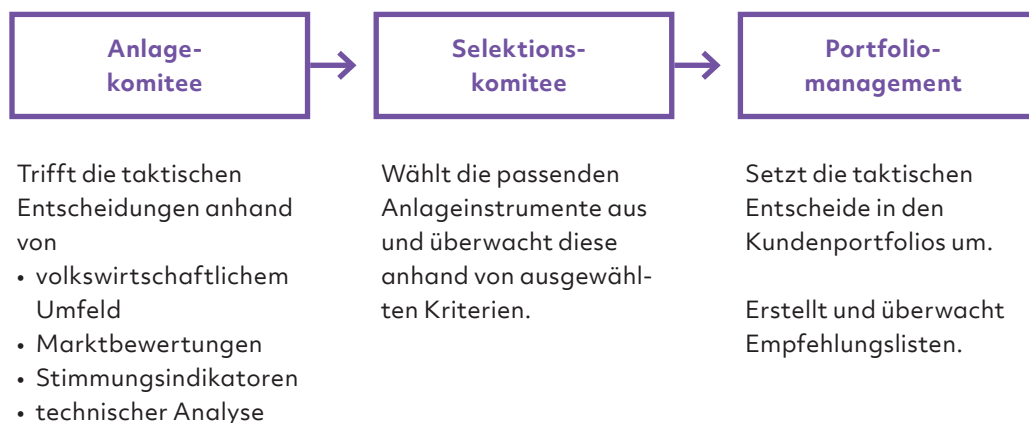 Anlage-
komitee
Trifft die taktischen
Entscheidungen anhand
von
• volkswirtschaftlichem
Umfeld
• Marktbewertungen
• Stimmungsindikatoren
• technischer Analyse
Selektions-
komitee
Wählt die passenden
Anlageinstrumente aus
und überwacht diese
anhand von ausgewähl-
ten Kriterien.
Portfolio-
management
Setzt die taktischen
Entscheide in den
Kundenportfolios um.
Erstellt und überwacht
Empfehlungslisten.